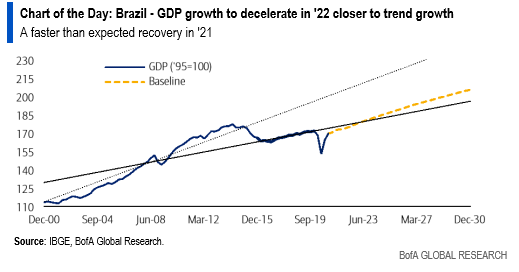 Chart of the Day: Brazil - GDP growth to decelerate in '22 closer to trend growth
A faster than expected recovery in '21
230
215
200
185
170
155
140
125
110
GDP ('95=100)
Baseline
Dec-00 Sep-04 Jun-08 Mar-12 Dec-15 Sep-19 Jun-23 Mar-27 Dec-30
Source: IBGE, BofA Global Research.
BofA GLOBAL RESEARCH